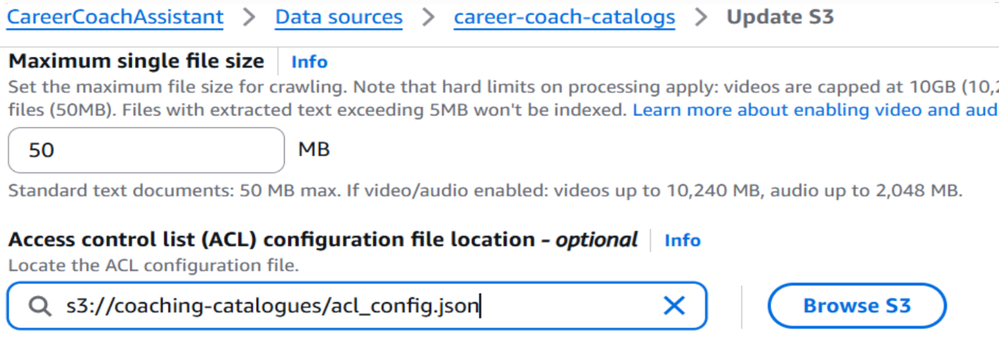 CareerCoachAssistant > Data sources > career-coach-catalogs > Update S3
Maximum single file size Info
Set the maximum file size for crawling. Note that hard limits on processing apply: videos are capped at 10GB (10,2
files (50MB). Files with extracted text exceeding 5MB won't be indexed. Learn more about enabling video and aud
50 MB
Standard text documents: 50 MB max. If video/audio enabled: videos up to 10,240 MB, audio up to 2,048 MB.
Access control list (ACL) configuration file location – optional Info
Locate the ACL configuration file.
s3://coaching-catalogues/acl_config.json Browse S3